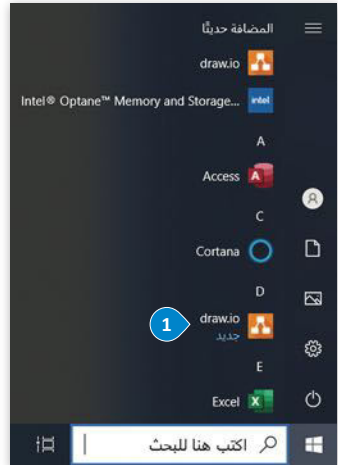 المضافة حديثًا
draw.io
Intel® Optane™ Memory and Storage...
intel
A
Access
A
C
Cortana
D
draw.io
جديد
1
E
Excel
X
اكتب هنا للبحث